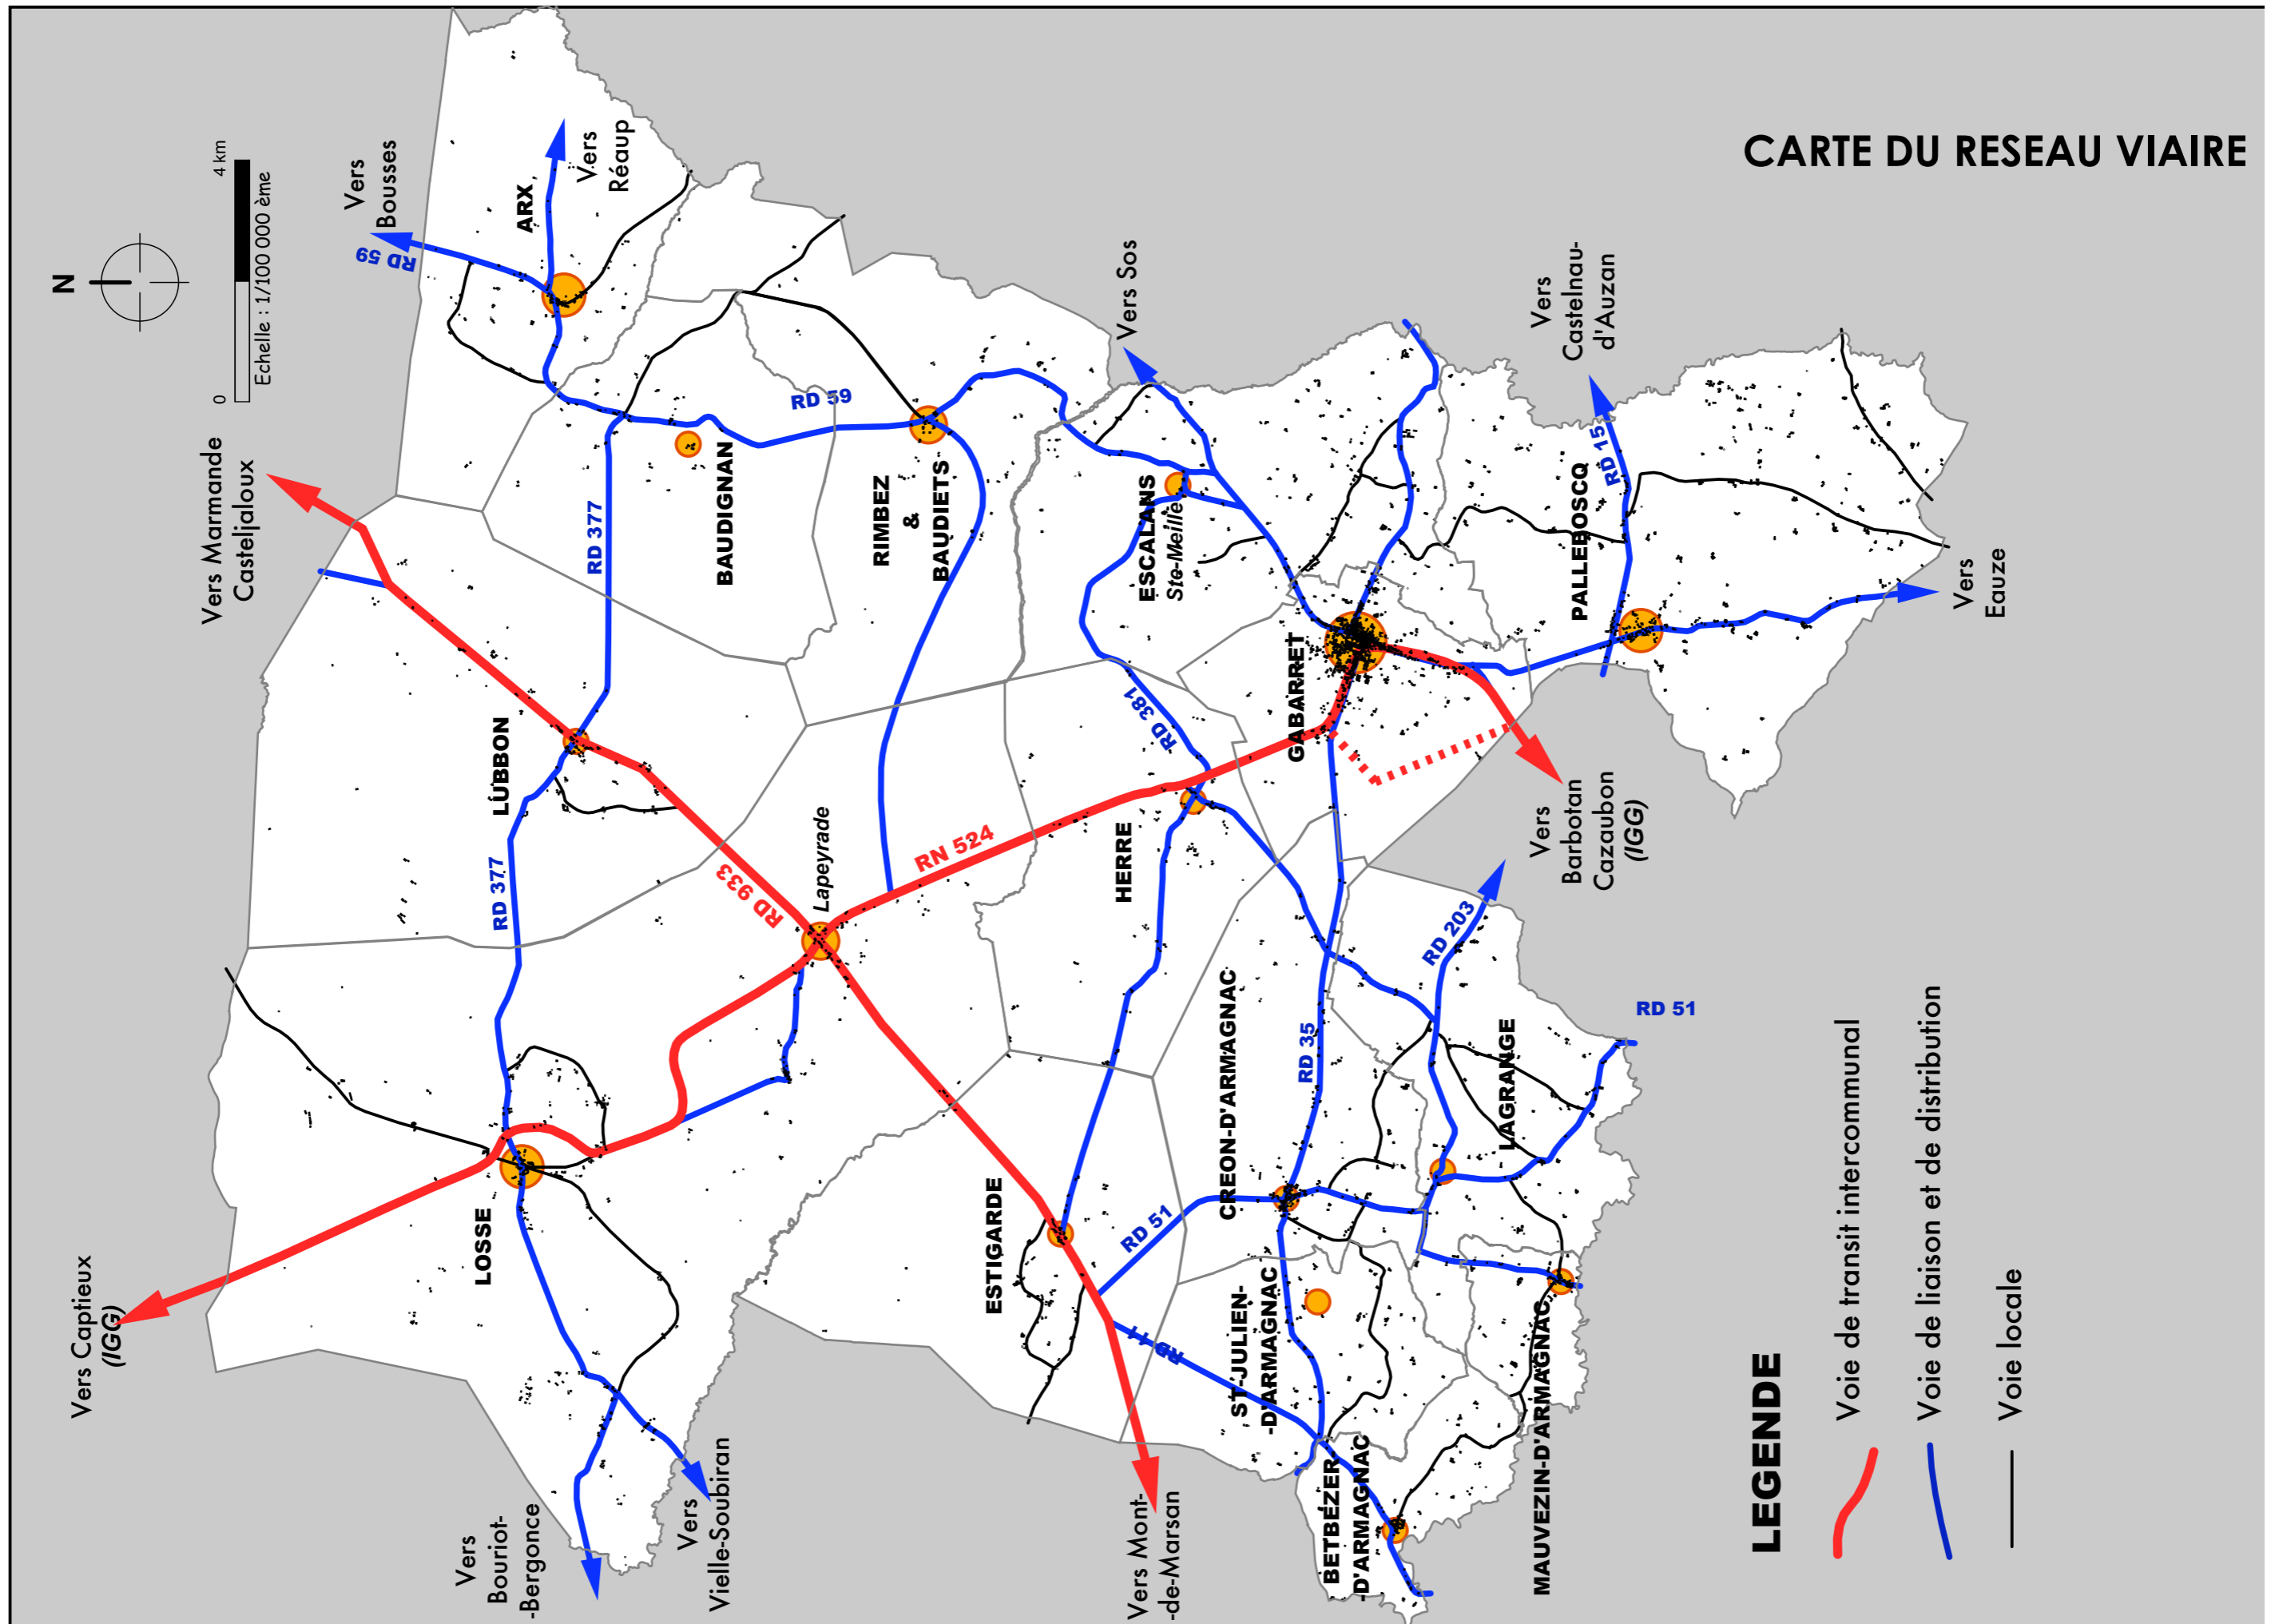 CARTE DU RESEAU VIAIRE
N
0
4 km
Echelle : 1/100 000 ème
Vers
Bousses
RD 59
ARX
Vers
Réaup
Vers Marmande
Casteljaloux
RD 377
BAUDIGNAN
RD 59
RIMBEZ
&
BAUDIETS
LUBBON
RD 377
RD 933
Lapeyrade
RN 524
Vers Captieux
(IGG)
LOSSE
Vers
Bouriot-
-Bergonce
Vers
Vielle-Soubiran
Vers Sos
ESCALANS
Ste-Meille
RD 381
HERRE
GABARRET
Vers
Castelnau-
d'Auzan
RD 15
PALLEBOSCQ
Vers
Eauze
Vers
Barbotan
Cazaubon
(IGG)
ESTIGARDE
RD 51
CREON-D'ARMAGNAC
RD 35
RD 203
LAGRANGE
RD 51
RD 11
ST-JULIEN-
-D'ARMAGNAC
Vers Mont-
-de-Marsan
BETBEZER-
-D'ARMAGNAC
MAUVEZIN-D'ARMAGNAC
LEGENDE
Voie de transit intercommunal
Voie de liaison et de distribution
Voie locale